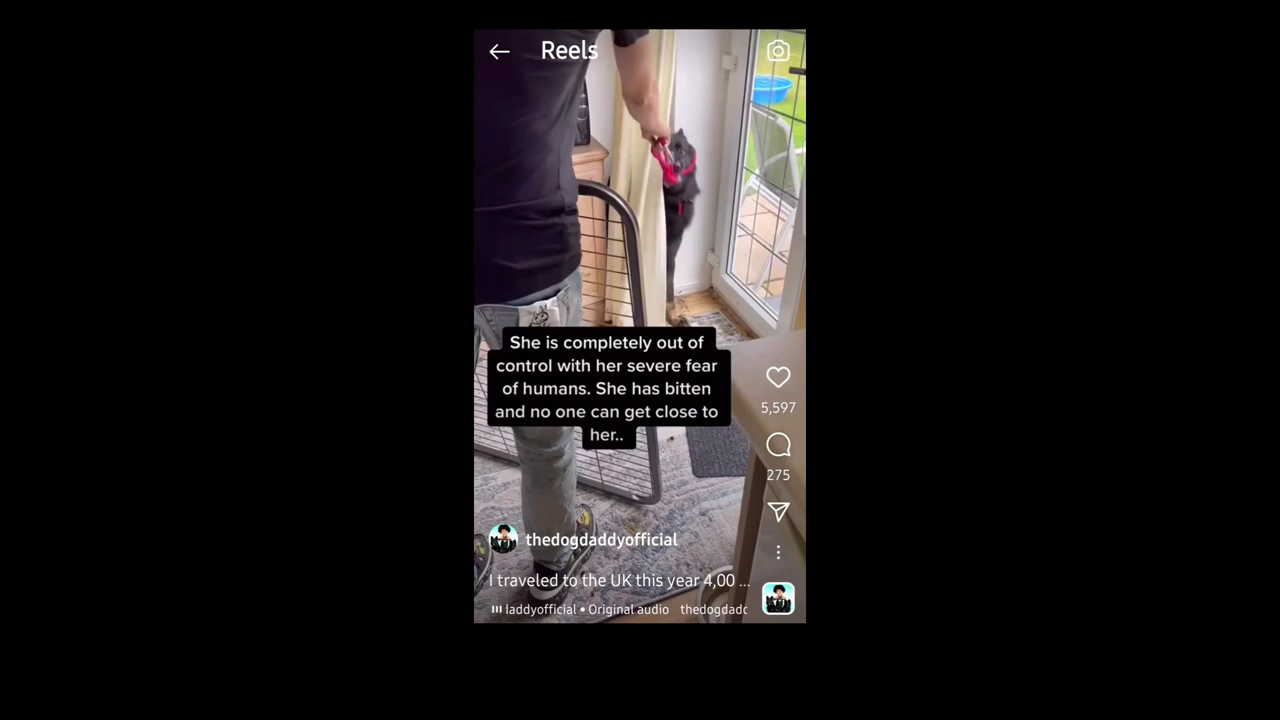 Reels
She is completely out of
control with her severe fear
of humans. She has bitten
and no one can get close to
her..
5,597
275
thedogdaddyofficial
I traveled to the UK this year 4,00 ...
laddyofficial • Original audio thedogdadc